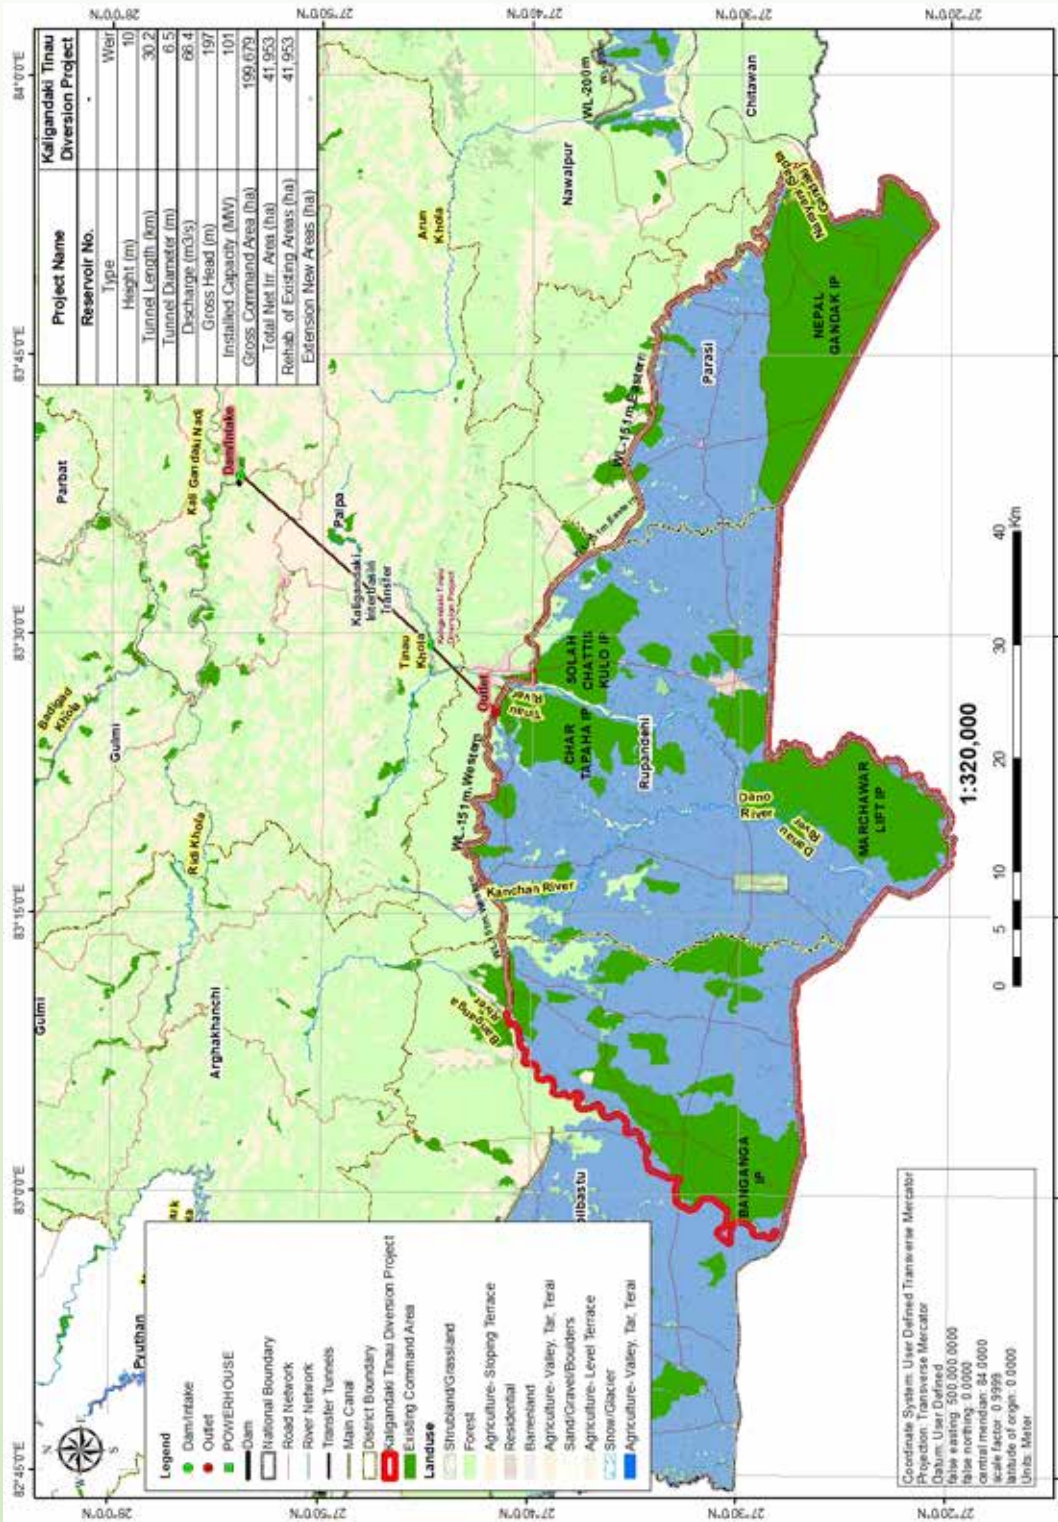 Project Name Kaligandaki Tinau Diversion Project
Reservoir No. -
Type Weir
Height (m) 10
Tunnel Length (km) 30.2
Tunnel Diameter (m) 6.5
Discharge (m3/s) 66.4
Gross Head (m) 197
Installed Capacity (MW) 101
Gross Command Area (ha) 199,679
Total Net Irr. Area (ha) 41,953
Rehab. of Existing Areas (ha) 41,953
Extension New Areas (ha)
82°45'0"E
83°0'0"E
83°15'0"E
83°30'0"E
83°45'0"E
84°0'0"E
28°0'0"N
27°50'0"N
27°40'0"N
27°30'0"N
27°20'0"N
Gulmi
Parbat
Badigad
Khola
Gulmi
Kali Gandaki Nadi
Dam/Intake
Ridi Khola
Arghakhanchi
Pyuthan
Palpa
Kaligandaki
Interbasin
Transfer
Tinau
Khola
Kaligandaki Tinau
Diversion Project
Arun
Khola
Outlet
WL-151m Western
WL-151m Eastern
WL-200m
Nawalpur
Chitawan
Banganga
River
Kanchan River
Tinau
River
CHAR
TAPAHA IP
SOLAH
CHATTIS
KULO IP
Rupandehi
Parasi
NEPAL
GANDAK IP
BANGANGA
IP
Dano
River
Danau
River
MARCHAWAR
LIFT IP
Legend
Dam/Intake
Outlet
POWERHOUSE
Dam
National Boundary
Road Network
River Network
Transfer Tunnels
Main Canal
District Boundary
Kaligandaki Tinau Diversion Project
Existing Command Area
Landuse
Shrubland/Grassland
Forest
Agriculture- Sloping Terrace
Residential
Barrenland
Agriculture- Valley, Tar, Terai
Sand/Gravel/Boulders
Agriculture- Level Terrace
Snow/Glacier
Agriculture- Valley, Tar, Terai
N
W
S
0 5 10 20 30 40
Km
1:320,000
Coordinate System: User Defined Transverse Mercator
Projection: Transverse Mercator
Datum: User Defined
false easting: 500,000.0000
false northing: 0.0000
central meridian: 84.0000
scale factor: 0.9999
latitude of origin: 0.0000
Units: Meter